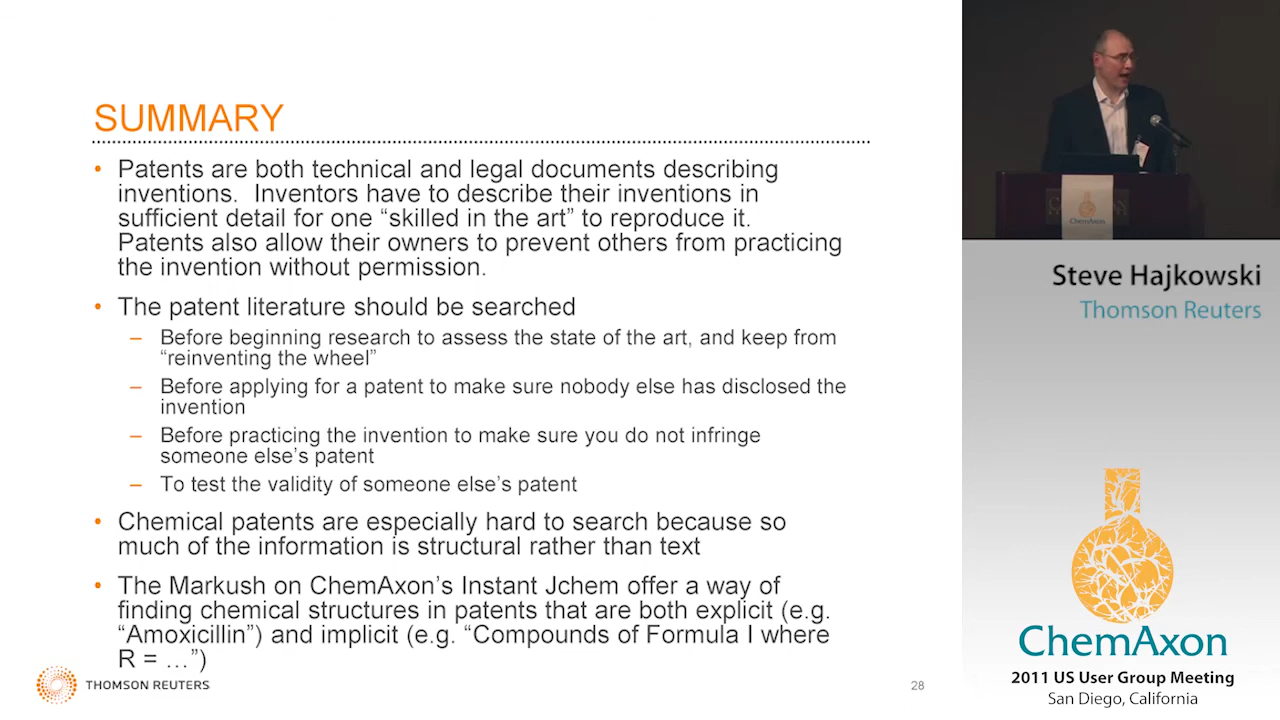 SUMMARY
• Patents are both technical and legal documents describing
inventions.  Inventors have to describe their inventions in
sufficient detail for one “skilled in the art” to reproduce it.
Patents also allow their owners to prevent others from practicing
the invention without permission.
• The patent literature should be searched
– Before beginning research to assess the state of the art, and keep from
“reinventing the wheel”
– Before applying for a patent to make sure nobody else has disclosed the
invention
– Before practicing the invention to make sure you do not infringe
someone else’s patent
– To test the validity of someone else’s patent
• Chemical patents are especially hard to search because so
much of the information is structural rather than text
• The Markush on ChemAxon’s Instant Jchem offer a way of
finding chemical structures in patents that are both explicit (e.g.
“Amoxicillin”) and implicit (e.g. “Compounds of Formula I where
R = …”)
THOMSON REUTERS
28
ChemAxon
Steve Hajkowski
Thomson Reuters
ChemAxon
2011 US User Group Meeting
San Diego, California